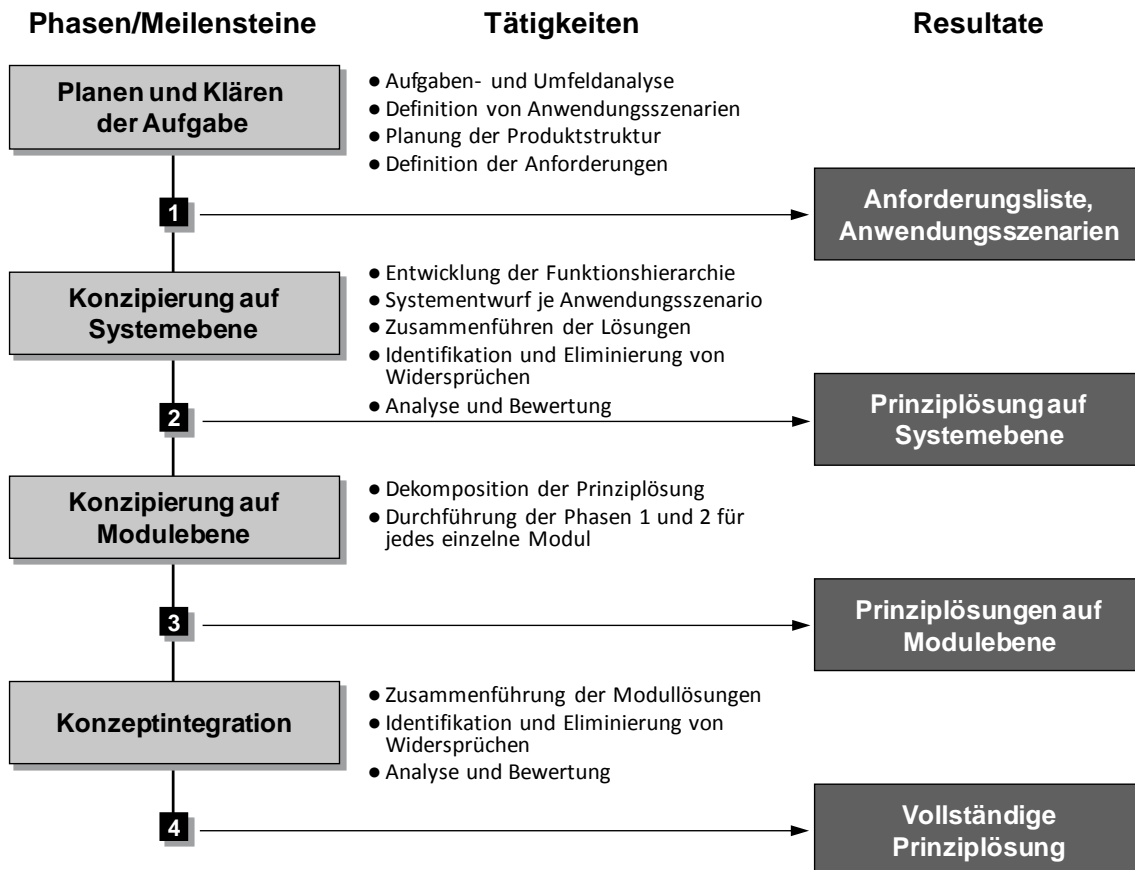 Phasen/Meilensteine
Tätigkeiten
Resultate
Planen und Klären
der Aufgabe
● Aufgaben- und Umfeldanalyse
● Definition von Anwendungsszenarien
● Planung der Produktstruktur
● Definition der Anforderungen
1
Anforderungsliste,
Anwendungsszenarien
Konzipierung auf
Systemebene
● Entwicklung der Funktionshierarchie
● Systementwurf je Anwendungsszenario
● Zusammenführen der Lösungen
● Identifikation und Eliminierung von
Widersprüchen
● Analyse und Bewertung
2
Prinziplösung auf
Systemebene
Konzipierung auf
Modulebene
● Dekomposition der Prinziplösung
● Durchführung der Phasen 1 und 2 für
jedes einzelne Modul
3
Prinziplösungen auf
Modulebene
Konzeptintegration
● Zusammenführung der Modullösungen
● Identifikation und Eliminierung von
Widersprüchen
● Analyse und Bewertung
4
Vollständige
Prinziplösung